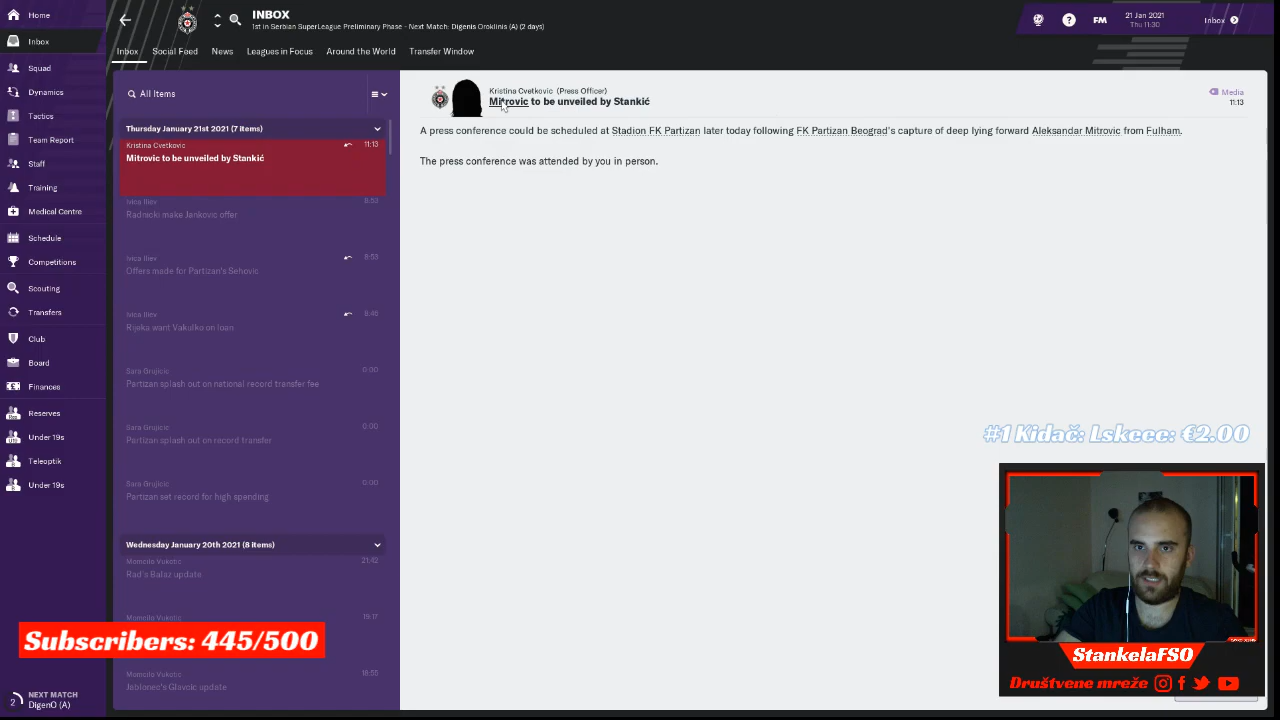 INBOX
1st in Serbian SuperLeague Preliminary Phase - Next Match: Digenis Oroklinis (A) (2 days)
FM
21 Jan 2021
Thu 11:30
Inbox
Inbox
Social Feed
News
Leagues in Focus
Around the World
Transfer Window
Home
Inbox
Squad
Dynamics
Team Report
Tactics
Staff
Training
Medical Centre
Schedule
Competitions
Scouting
Transfers
Club
Board
Finances
Reserves
Under 19s
Teleoptik
Under 19s
NEXT MATCH
2 DigenO (A)
All Items
Thursday January 21st 2021 (7 items)
Kristina Cvetkovic 11:13
Mitrovic to be unveiled by Stankić
Ivica Iliev 9:53
Radnicki make Jankovic offer
Ivica Iliev 9:53
Offers made for Partizan's Sehovic
Ivica Iliev 8:46
Rijeka want Vakulko on loan
Sara Grujicic 0:00
Partizan splash out on national record transfer fee
Sara Grujicic 0:00
Partizan splash out on record transfer
Sara Grujicic 0:00
Partizan set record for high spending
Wednesday January 20th 2021 (8 items)
Momcilo Vukotic 21:42
Rad's Balaz update
Momcilo Vukotic 19:17
Momcilo Vukotic 18:55
Jablonec's Glavcic update
Kristina Cvetkovic (Press Officer)
Mitrovic to be unveiled by Stankić
Media
11:13
A press conference could be scheduled at Stadion FK Partizan later today following FK Partizan Beograd's capture of deep lying forward Aleksandar Mitrovic from Fulham.
The press conference was attended by you in person.
#1 Kidač: Lskeee: €2.00
Subscribers: 445/500
StankelaFSO
Društvene mreže